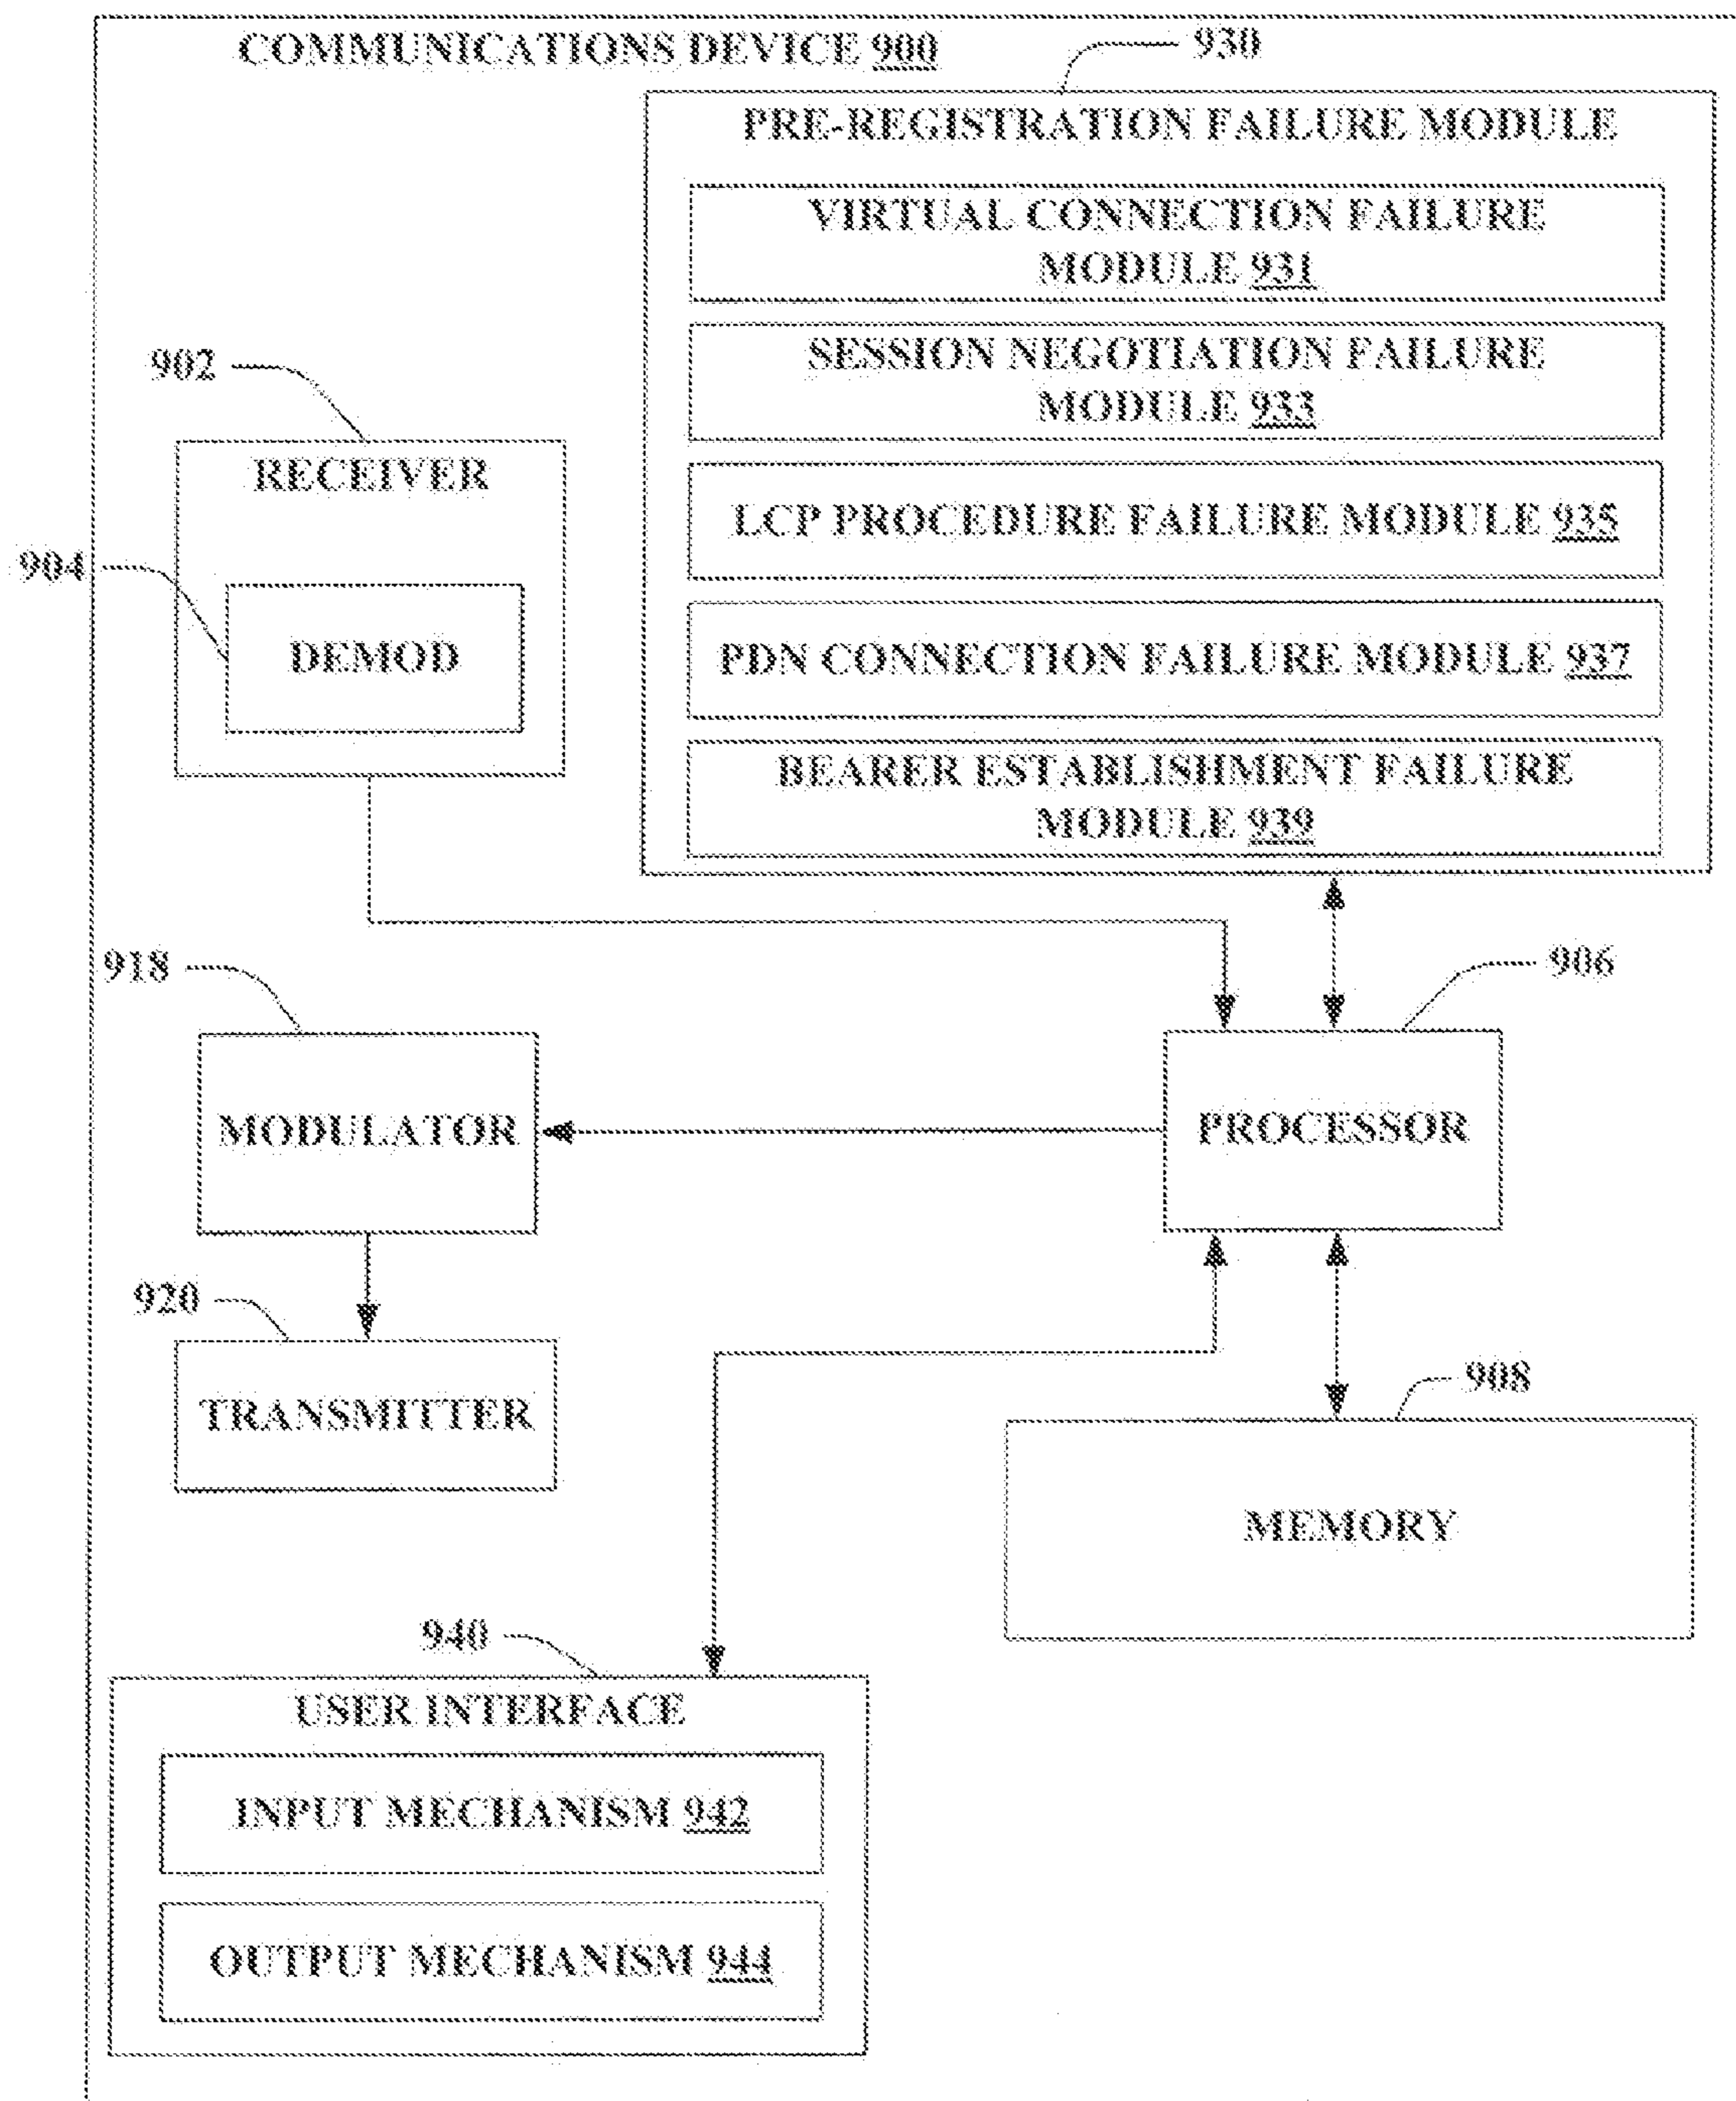 COMMUNICATIONS DEVICE 900
930
PRE-REGISTRATION FAILURE MODULE
VIRTUAL CONNECTION FAILURE
MODULE 931
SESSION NEGOTIATION FAILURE
MODULE 933
LCP PROCEDURE FAILURE MODULE 935
PDN CONNECTION FAILURE MODULE 937
BEARER ESTABLISHMENT FAILURE
MODULE 939
902
RECEIVER
904
DEMOD
918
MODULATOR
906
PROCESSOR
920
TRANSMITTER
908
MEMORY
940
USER INTERFACE
INPUT MECHANISM 942
OUTPUT MECHANISM 944